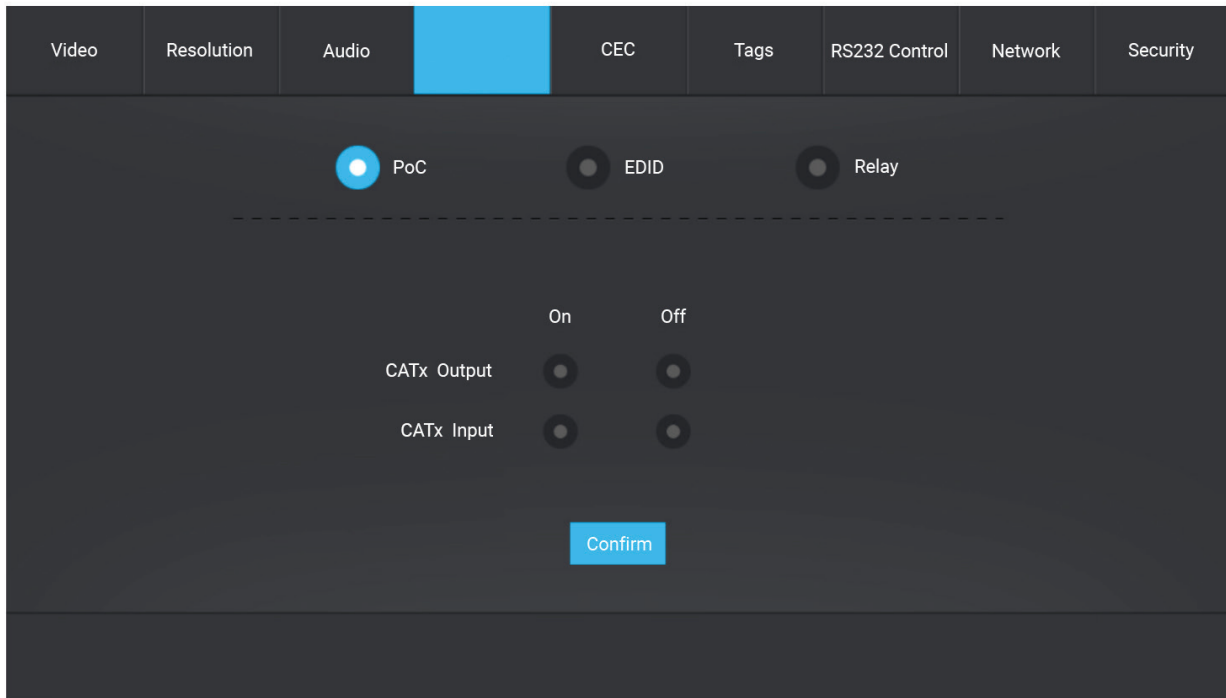 Video Resolution Audio CEC Tags RS232 Control Network Security
PoC EDID Relay
On Off
CATx Output
CATx Input
Confirm